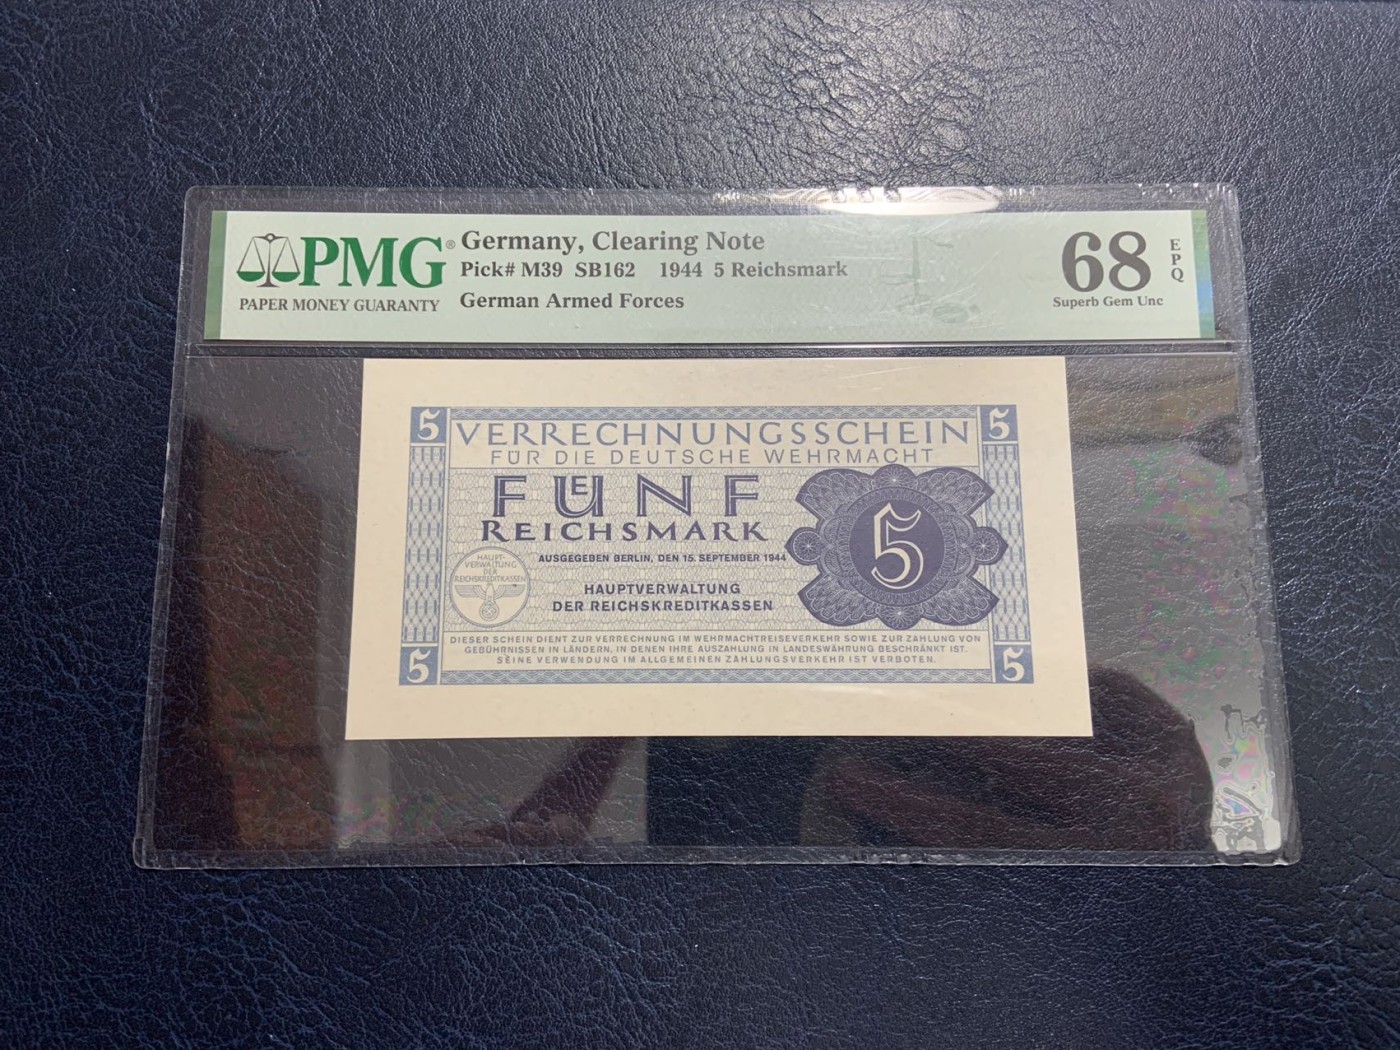 PMG®
PAPER MONEY GUARANTY
Germany, Clearing Note
Pick# M39 SB162 1944 5 Reichsmark
German Armed Forces
68
EPQ
Superb Gem Unc
5 5
VERRECHNUNGSSCHEIN
FÜR DIE DEUTSCHE WEHRMACHT
FUENF
REICHSMARK
5
AUSGEGEBEN BERLIN, DEN 15. SEPTEMBER 1944
HAUPT-
VERWALTUNG
DER
REICHSKREDITKASSEN
HAUPTVERWALTUNG
DER REICHSKREDITKASSEN
DIESER SCHEIN DIENT ZUR VERRECHNUNG IM WEHRMACHTREISEVERKEHR SOWIE ZUR ZAHLUNG VON
GEBÜHRNISSEN IN LÄNDERN, IN DENEN IHRE AUSZAHLUNG IN LANDESWÄHRUNG BESCHRÄNKT IST.
SEINE VERWENDUNG IM ALLGEMEINEN ZAHLUNGSVERKEHR IST VERBOTEN.
5 5